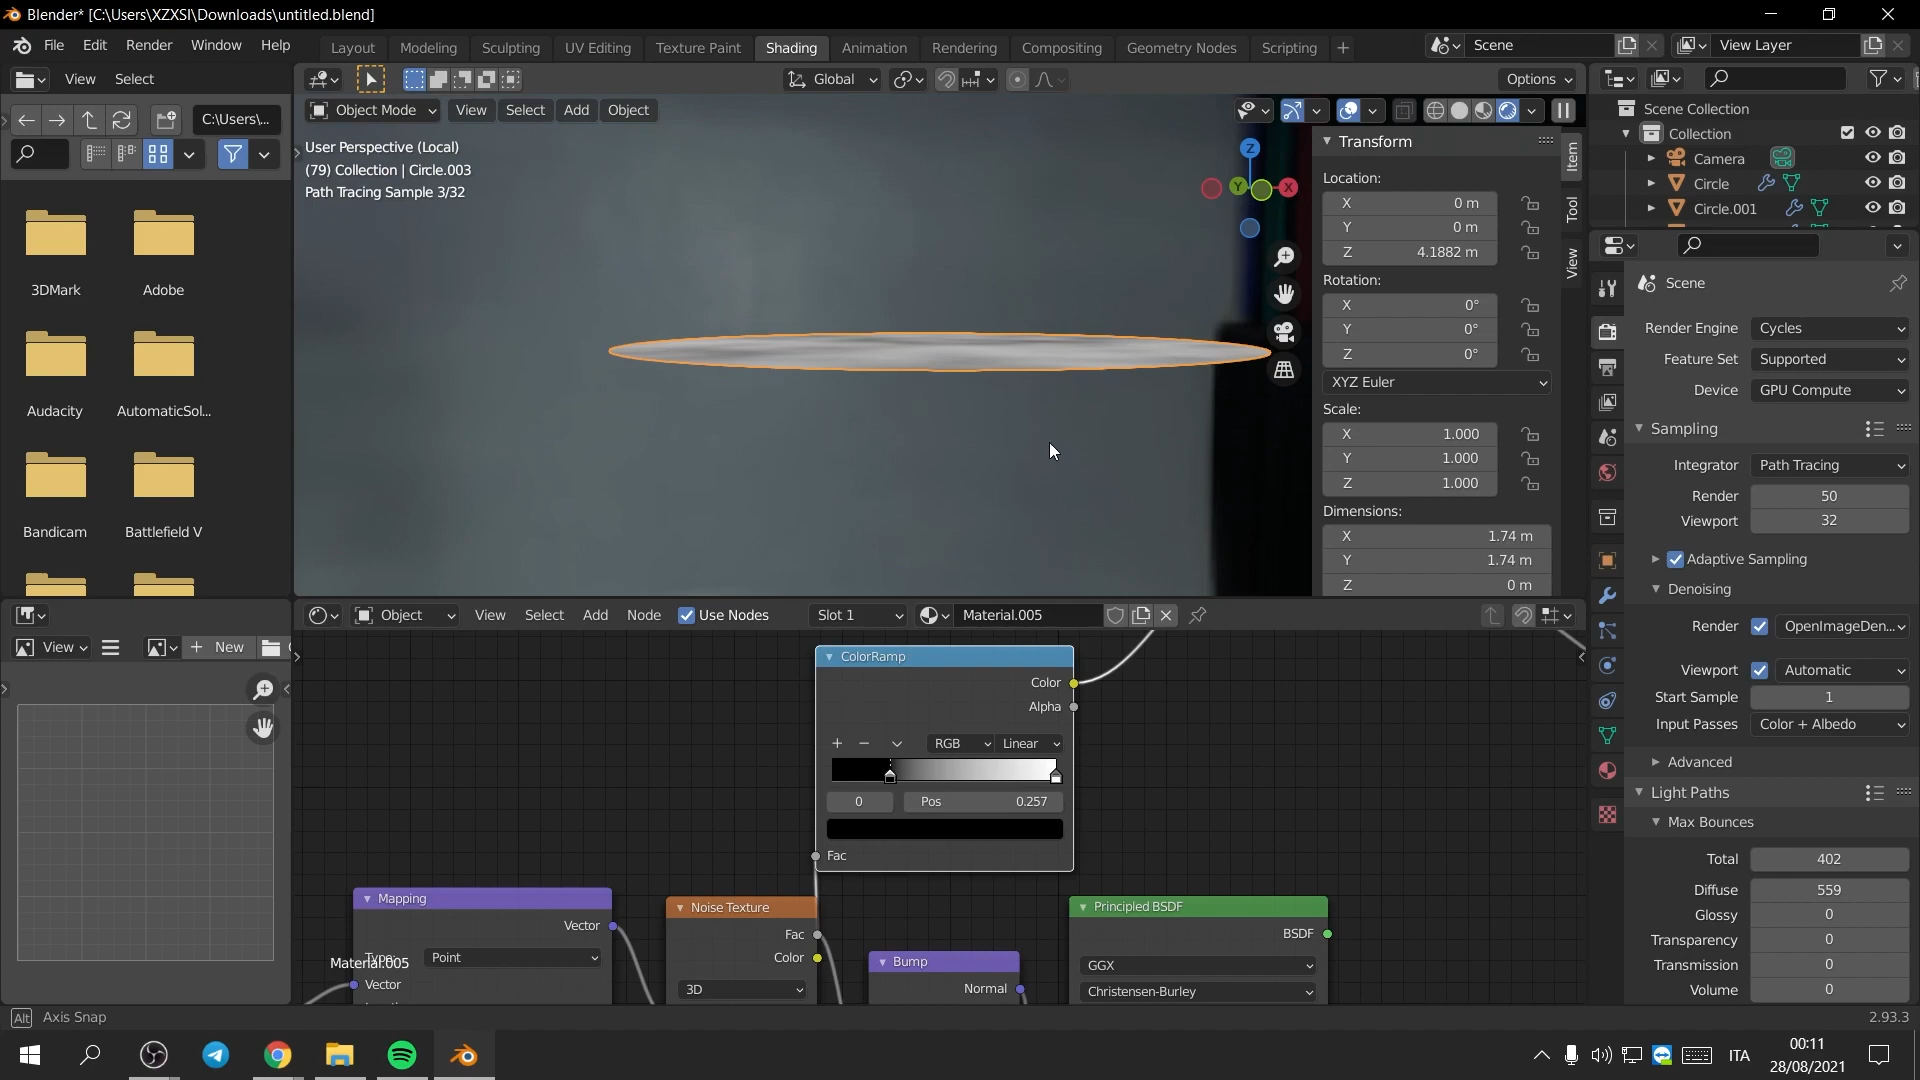 Blender* [C:\Users\XZXSI\Downloads\untitled.blend]
File Edit Render Window Help Layout Modeling Sculpting UV Editing Texture Paint Shading Animation Rendering Compositing Geometry Nodes Scripting + Scene View Layer
View Select Global Options
C:\Users\...
Object Mode View Select Add Object
User Perspective (Local)
(79) Collection | Circle.003
Path Tracing Sample 3/32
Z
Y
X
3DMark Adobe
Audacity AutomaticSol...
Bandicam Battlefield V
Transform
Location:
X 0 m
Y 0 m
Z 4.1882 m
Rotation:
X 0°
Y 0°
Z 0°
XYZ Euler
Scale:
X 1.000
Y 1.000
Z 1.000
Dimensions:
X 1.74 m
Y 1.74 m
Z 0 m
Item
Tool
View
Scene Collection
Collection
Camera
Circle
Circle.001
Scene
Render Engine Cycles
Feature Set Supported
Device GPU Compute
Sampling
Integrator Path Tracing
Render 50
Viewport 32
Adaptive Sampling
Denoising
Render OpenImageDen...
Viewport Automatic
Start Sample 1
Input Passes Color + Albedo
Advanced
Light Paths
Max Bounces
Total 402
Diffuse 559
Glossy 0
Transparency 0
Transmission 0
Volume 0
View + New
Object View Select Add Node Use Nodes Slot 1 Material.005
ColorRamp
Color
Alpha
+ − RGB Linear
0 Pos 0.257
Fac
Mapping
Vector
Type: Point
Material.005
Vector
Noise Texture
Fac
Color
3D
Bump
Normal
Principled BSDF
BSDF
GGX
Christensen-Burley
Alt Axis Snap
2.93.3
ITA
00:11
28/08/2021